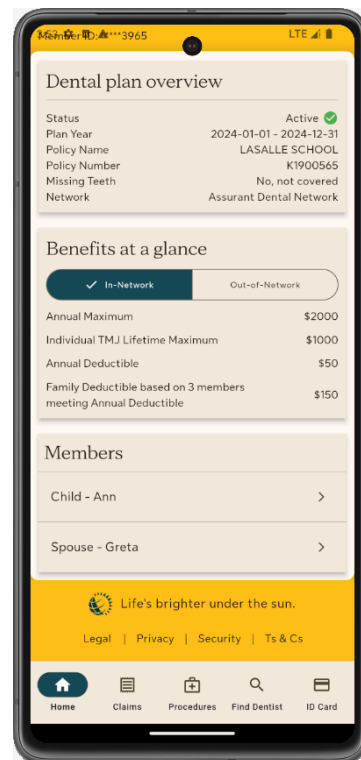 Member ID: ****3965
LTE
Dental plan overview
Status Active
Plan Year 2024-01-01 - 2024-12-31
Policy Name LASALLE SCHOOL
Policy Number K1900565
Missing Teeth No, not covered
Network Assurant Dental Network
Benefits at a glance
In-Network Out-of-Network
Annual Maximum $2000
Individual TMJ Lifetime Maximum $1000
Annual Deductible $50
Family Deductible based on 3 members
meeting Annual Deductible $150
Members
Child - Ann
Spouse - Greta
Life's brighter under the sun.
Legal | Privacy | Security | Ts & Cs
Home Claims Procedures Find Dentist ID Card